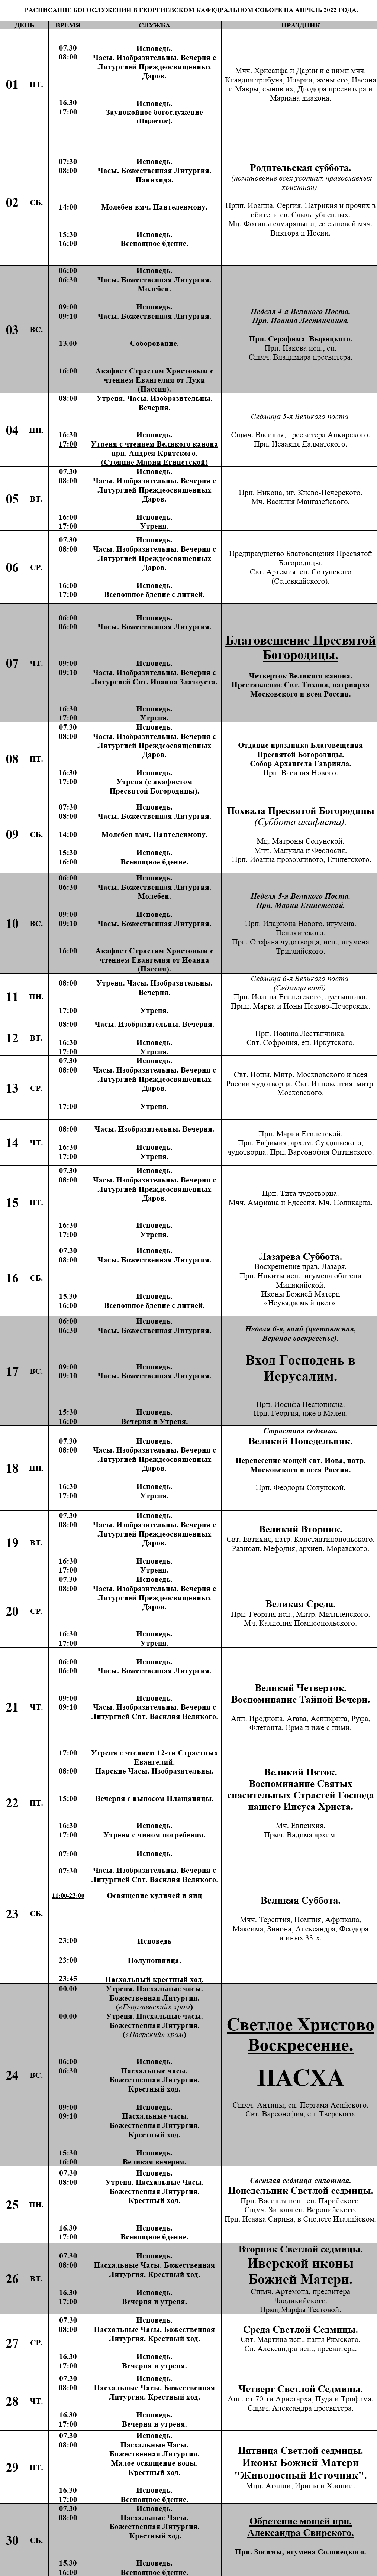 РАСПИСАНИЕ БОГОСЛУЖЕНИЙ В ГЕОРГИЕВСКОМ КАФЕДРАЛЬНОМ СОБОРЕ НА АПРЕЛЬ 2022 ГОДА.
ДЕНЬ ВРЕМЯ СЛУЖБА ПРАЗДНИК
01 ПТ.
07.30 Исповедь.
08:00 Часы. Изобразительны. Вечерня с
Литургией Преждеосвященных
Даров.
16.30 Исповедь.
17:00 Заупокойное богослужение
(Парастас).
Мчч. Хрисанфа и Дарии и с ними мчч.
Клавдия трибуна, Иларии, жены его, Иасона
и Мавры, сынов их, Диодора пресвитера и
Мариана диакона.
02 СБ.
07:30 Исповедь.
08:00 Часы. Божественная Литургия.
Панихида.
14:00 Молебен вмч. Пантелеимону.
15:30 Исповедь.
16:00 Всенощное бдение.
Родительская суббота.
(поминовение всех усопших православных
христиан).
Прпп. Иоанна, Сергия, Патрикия и прочих в
обители св. Саввы убиенных.
Мц. Фотины самаряныни, ее сыновей мчч.
Виктора и Иосии.
03 ВС.
06:00 Исповедь.
06:30 Часы. Божественная Литургия.
Молебен.
09:00 Исповедь.
09:10 Часы. Божественная Литургия.
13.00 Соборование.
16:00 Акафист Страстям Христовым с
чтением Евангелия от Луки
(Пассия).
Неделя 4-я Великого Поста.
Прп. Иоанна Лествичника.
Прп. Серафима Вырицкого.
Прп. Иакова исп., еп.
Сщмч. Владимира пресвитера.
04 ПН.
08:00 Утреня. Часы. Изобразительны.
Вечерня.
16:30 Исповедь.
17:00 Утреня с чтением Великого канона
прп. Андрея Критского.
(Стояние Марии Египетской)
Седмица 5-я Великого поста.
Сщмч. Василия, пресвитера Анкирского.
Прп. Исаакия Далматского.
05 ВТ.
07.30 Исповедь.
08:00 Часы. Изобразительны. Вечерня с
Литургией Преждеосвященных
Даров.
16:00 Исповедь.
17:00 Утреня.
Прп. Никона, иг. Киево-Печерского.
Мч. Василия Мангазейского.
06 СР.
07.30 Исповедь.
08:00 Часы. Изобразительны. Вечерня с
Литургией Преждеосвященных
Даров.
16:00 Исповедь.
17:00 Всенощное бдение с литией.
Предпразднство Благовещения Пресвятой
Богородицы.
Свт. Артемия, еп. Солунского
(Селевкийского).
07 ЧТ.
06:00 Исповедь.
06:00 Часы. Божественная Литургия.
09:00 Исповедь.
09:10 Часы. Изобразительны. Вечерня с
Литургией Свт. Иоанна Златоуста.
16:30 Исповедь.
17:00 Утреня.
Благовещение Пресвятой
Богородицы.
Четверток Великого канона.
Преставление Свт. Тихона, патриарха
Московского и всея России.
08 ПТ.
07.30 Исповедь.
08:00 Часы. Изобразительны. Вечерня с
Литургией Преждеосвященных
Даров.
16:30 Исповедь.
17:00 Утреня (с акафистом
Пресвятой Богородицы).
Отдание праздника Благовещения
Пресвятой Богородицы.
Собор Архангела Гавриила.
Прп. Василия Нового.
09 СБ.
07:30 Исповедь.
08:00 Часы. Божественная Литургия.
14:00 Молебен вмч. Пантелеимону.
15:30 Исповедь.
16:00 Всенощное бдение.
Похвала Пресвятой Богородицы
(Суббота акафиста).
Мц. Матроны Солунской.
Мчч. Мануила и Феодосия.
Прп. Иоанна прозорливого, Египетского.
10 ВС.
06:00 Исповедь.
06:30 Часы. Божественная Литургия.
Молебен.
09:00 Исповедь.
09:10 Часы. Божественная Литургия.
16:00 Акафист Страстям Христовым с
чтением Евангелия от Иоанна
(Пассия).
Неделя 5-я Великого Поста.
Прп. Марии Египетской.
Прп. Илариона Нового, игумена.
Пеликитского.
Прп. Стефана чудотворца, исп., игумена
Триглийского.
11 ПН.
08:00 Утреня. Часы. Изобразительны.
Вечерня.
17:00 Утреня.
Седмица 6-я Великого поста.
(Седмица ваий).
Прп. Иоанна Египетского, пустынника.
Прпп. Марка и Ионы Псково-Печерских.
12 ВТ.
08:00 Часы. Изобразительны. Вечерня.
16:30 Исповедь.
17:00 Утреня.
Прп. Иоанна Лествичника.
Свт. Софрония, еп. Иркутского.
13 СР.
07.30 Исповедь.
08:00 Часы. Изобразительны. Вечерня с
Литургией Преждеосвященных
Даров.
17:00 Утреня.
Свт. Ионы. Митр. Московского и всея
России чудотворца. Свт. Иннокентия, митр.
Московского.
14 ЧТ.
08:00 Часы. Изобразительны. Вечерня.
16:30 Исповедь.
17:00 Утреня.
Прп. Марии Египетской.
Прп. Евфимия, архим. Суздальского,
чудотворца. Прп. Варсонофия Оптинского.
15 ПТ.
07.30 Исповедь.
08:00 Часы. Изобразительны. Вечерня с
Литургией Преждеосвященных
Даров.
16:30 Исповедь.
17:00 Утреня.
Прп. Тита чудотворца.
Мчч. Амфиана и Едессия. Мч. Поликарпа.
16 СБ.
07.30 Исповедь.
08:00 Часы. Божественная Литургия.
15.30 Исповедь.
16:00 Всенощное бдение с литией.
Лазарева Суббота.
Воскрешение прав. Лазаря.
Прп. Никиты исп., игумена обители
Мидикийской.
Иконы Божией Матери
«Неувядаемый цвет».
17 ВС.
06:00 Исповедь.
06:30 Часы. Божественная Литургия.
09:00 Исповедь.
09:10 Часы. Божественная Литургия.
15:30 Исповедь.
16:00 Вечерня и Утреня.
Неделя 6-я, ваий (цветоносная,
Вербное воскресенье).
Вход Господень в
Иерусалим.
Прп. Иосифа Песнописца.
Прп. Георгия, иже в Малеи.
18 ПН.
07.30 Исповедь.
08:00 Часы. Изобразительны. Вечерня с
Литургией Преждеосвященных
Даров.
16:30 Исповедь.
17:00 Утреня.
Страстная седмица.
Великий Понедельник.
Перенесение мощей свт. Иова, патр.
Московского и всея России.
Прп. Феодоры Солунской.
19 ВТ.
07.30 Исповедь.
08:00 Часы. Изобразительны. Вечерня с
Литургией Преждеосвященных
Даров.
16:30 Исповедь.
17:00 Утреня.
Великий Вторник.
Свт. Евтихия, патр. Константинопольского.
Равноап. Мефодия, архиеп. Моравского.
20 СР.
07.30 Исповедь.
08:00 Часы. Изобразительны. Вечерня с
Литургией Преждеосвященных
Даров.
16:30 Исповедь.
17:00 Утреня.
Великая Среда.
Прп. Георгия исп., Митр. Митиленского.
Мч. Каллиопия Помпеопольского.
21 ЧТ.
06:00 Исповедь.
06:00 Часы. Божественная Литургия.
09:00 Исповедь.
09:10 Часы. Изобразительны. Вечерня с
Литургией Свт. Василия Великого.
17:00 Утреня с чтением 12-ти Страстных
Евангелий.
Великий Четверток.
Воспоминание Тайной Вечери.
Апп. Иродиона, Агава, Асинкрита, Руфа,
Флегонта, Ерма и иже с ними.
22 ПТ.
08:00 Царские Часы. Изобразительны.
15:00 Вечерня с выносом Плащаницы.
16:30 Исповедь.
17:00 Утреня с чином погребения.
Великий Пяток.
Воспоминание Святых
спасительных Страстей Господа
нашего Иисуса Христа.
Мч. Евпсихия.
Прмч. Вадима архим.
23 СБ.
07:00 Исповедь.
07:30 Часы. Изобразительны. Вечерня с
Литургией Свт. Василия Великого.
11:00-22:00 Освящение куличей и яиц
23:00 Исповедь
23:00 Полунощница.
23:45 Пасхальный крестный ход.
Великая Суббота.
Мчч. Терентия, Помпия, Африкана,
Максима, Зинона, Александра, Феодора
и иных 33-х.
24 ВС.
00.00 Утреня. Пасхальные часы.
Божественная Литургия.
(«Георгиевский» храм)
00.00 Утреня. Пасхальные часы.
Божественная Литургия.
(«Иверский» храм)
06:00 Исповедь.
06:30 Пасхальные часы.
Божественная Литургия.
Крестный ход.
09:00 Исповедь.
09:10 Пасхальные часы.
Божественная Литургия.
Крестный ход.
15:30 Исповедь.
16:00 Великая вечерня.
Светлое Христово
Воскресение.
ПАСХА
Сщмч. Антипы, еп. Пергама Асийского.
Свт. Варсонофия, еп. Тверского.
25 ПН.
07.30 Исповедь.
08:00 Утреня. Пасхальные Часы.
Божественная Литургия.
Крестный ход.
16.30 Исповедь.
17:00 Всенощное бдение.
Светлая седмица-сплошная.
Понедельник Светлой седмицы.
Прп. Василия исп., еп. Парийского.
Сщмч. Зинона еп. Веронийского.
Прп. Исаака Сирина, в Сполете Италийском.
26 ВТ.
07.30 Исповедь.
08:00 Пасхальные Часы. Божественная
Литургия. Крестный ход.
16.30 Исповедь.
17:00 Вечерня и утреня.
Вторник Светлой седмицы.
Иверской иконы
Божией Матери.
Сщмч. Артемона, пресвитера
Лаодикийского.
Прмц.Марфы Тестовой.
27 СР.
07.30 Исповедь.
08:00 Пасхальные Часы. Божественная
Литургия. Крестный ход.
16.30 Исповедь.
17:00 Вечерня и утреня.
Среда Светлой Седмицы.
Свт. Мартина исп., папы Римского.
Св. Александра исп., пресвитера.
28 ЧТ.
07.30 Исповедь.
08:00 Пасхальные Часы. Божественная
Литургия. Крестный ход.
16.30 Исповедь.
17:00 Вечерня и утреня.
Четверг Светлой Седмицы.
Апп. от 70-ти Аристарха, Пуда и Трофима.
Сщмч. Александра пресвитера.
29 ПТ.
07.30 Исповедь.
08:00 Пасхальные Часы.
Божественная Литургия.
Малое освящение воды.
Крестный ход.
16.30 Исповедь.
17:00 Всенощное бдение.
Пятница Светлой седмицы.
Иконы Божией Матери
"Живоносный Источник".
Мцц. Агапии, Ирины и Хионии.
30 СБ.
07.30 Исповедь.
08:00 Пасхальные Часы.
Божественная Литургия.
Крестный ход.
15.30 Исповедь.
16:00 Всенощное бдение.
Обретение мощей прп.
Александра Свирского.
Прп. Зосимы, игумена Соловецкого.